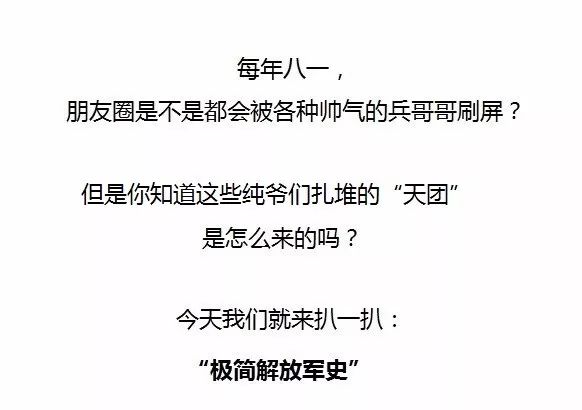 每年八一，
朋友圈是不是都会被各种帅气的兵哥哥刷屏？
但是你知道这些纯爷们扎堆的“天团”
是怎么来的吗？
今天我们就来扒一扒：
“极简解放军史”